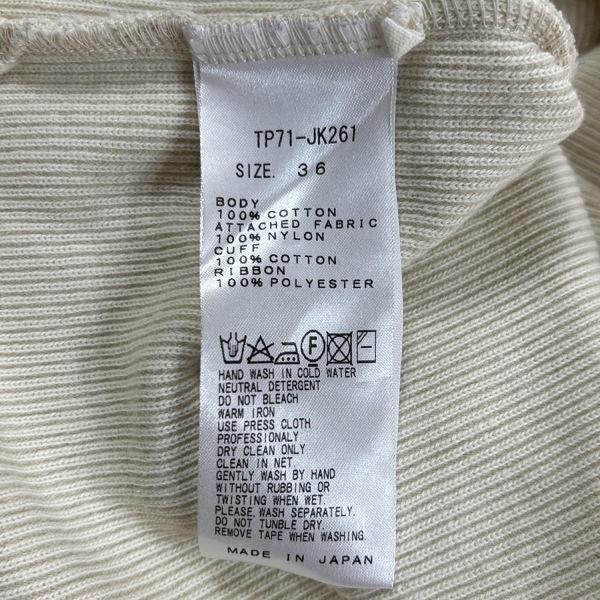 TP71-JK261
SIZE. 36
BODY
100% COTTON
ATTACHED FABRIC
100% NYLON
CUFF
100% COTTON
RIBBON
100% POLYESTER
F
HAND WASH IN COLD WATER
NEUTRAL DETERGENT
DO NOT BLEACH
WARM IRON
USE PRESS CLOTH
PROFESSIONALY
DRY CLEAN ONLY
CLEAN IN NET.
GENTLY WASH BY HAND
WITHOUT RUBBING OR
TWISTING WHEN WET.
PLEASE, WASH SEPARATELY.
DO NOT TUNBLE DRY.
REMOVE TAPE WHEN WASHING.
MADE IN JAPAN